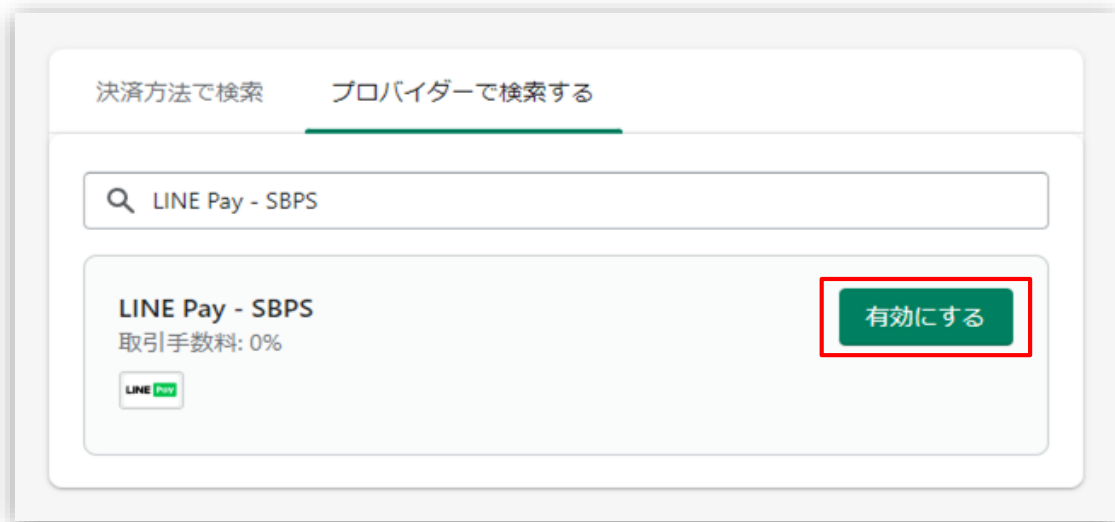 決済方法で検索 プロバイダーで検索する
LINE Pay - SBPS
LINE Pay - SBPS
有効にする
取引手数料: 0%
LINE Pay